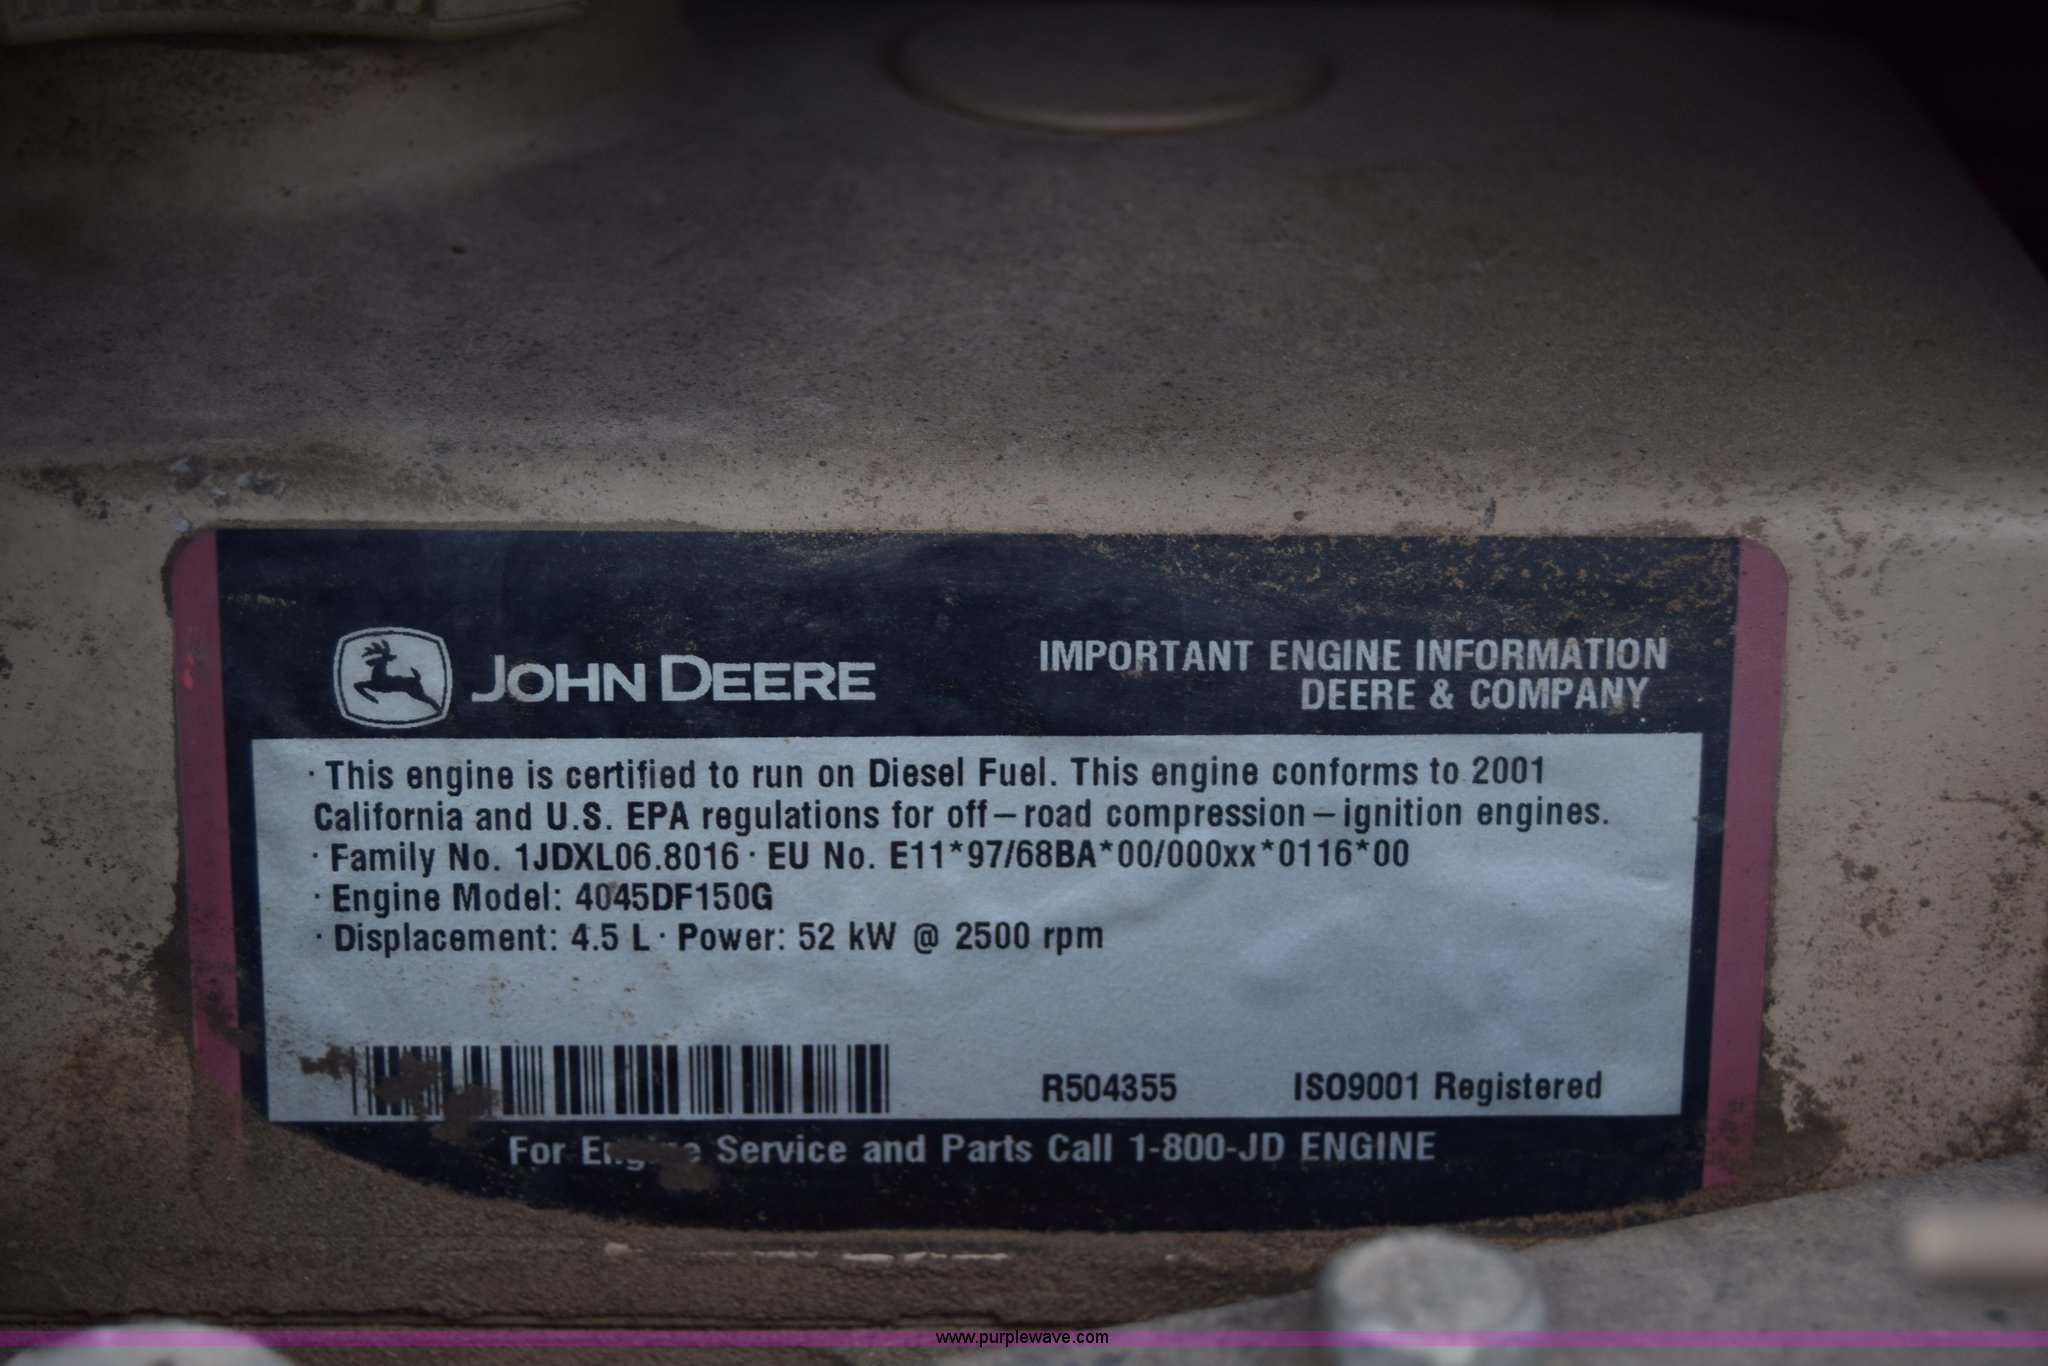 JOHN DEERE
IMPORTANT ENGINE INFORMATION
DEERE & COMPANY
· This engine is certified to run on Diesel Fuel. This engine conforms to 2001
California and U.S. EPA regulations for off–road compression–ignition engines.
· Family No. 1JDXL06.8016 · EU No. E11*97/68BA*00/000xx*0116*00
· Engine Model: 4045DF150G
· Displacement: 4.5 L · Power: 52 kW @ 2500 rpm
R504355 ISO9001 Registered
For Engine Service and Parts Call 1-800-JD ENGINE
www.purplewave.com